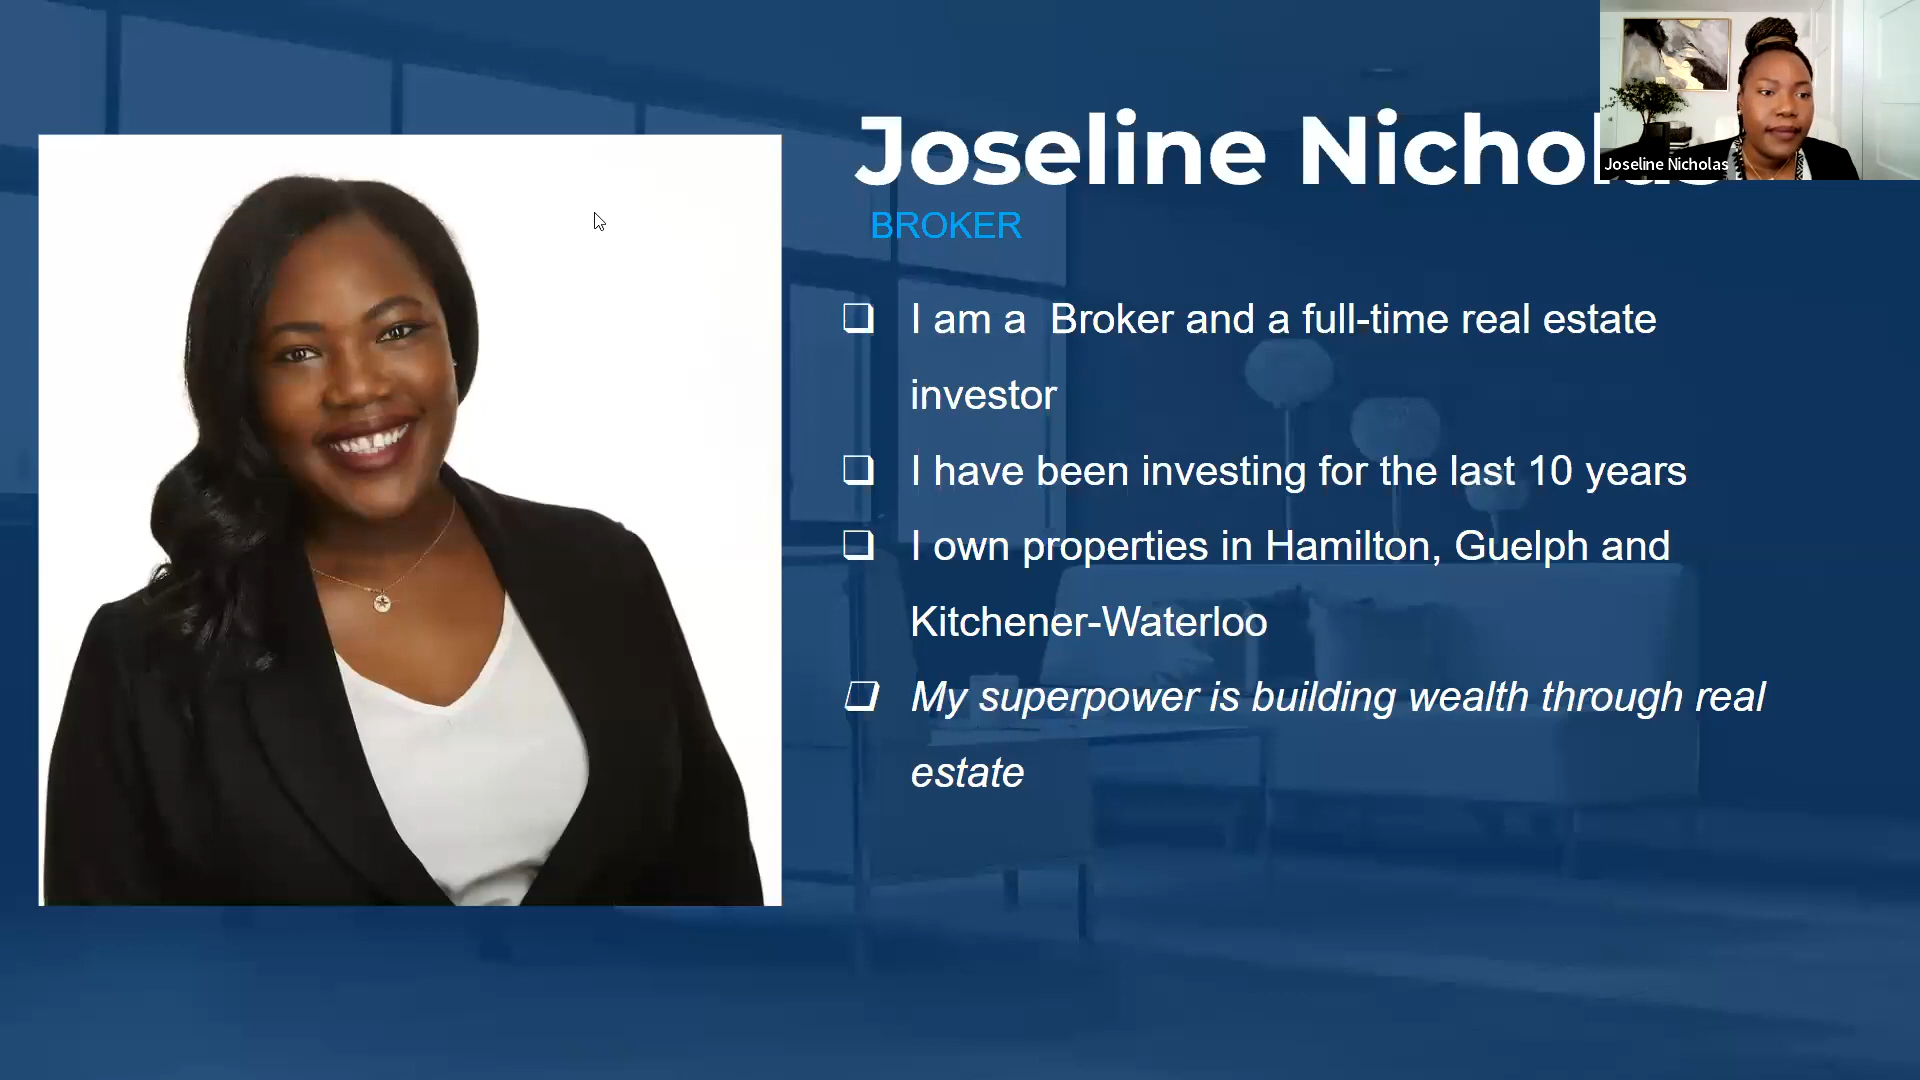 Joseline Nicholas
Joseline Nicholas
BROKER
❑ I am a  Broker and a full-time real estate
investor
❑ I have been investing for the last 10 years
❑ I own properties in Hamilton, Guelph and
Kitchener-Waterloo
❑ My superpower is building wealth through real
estate